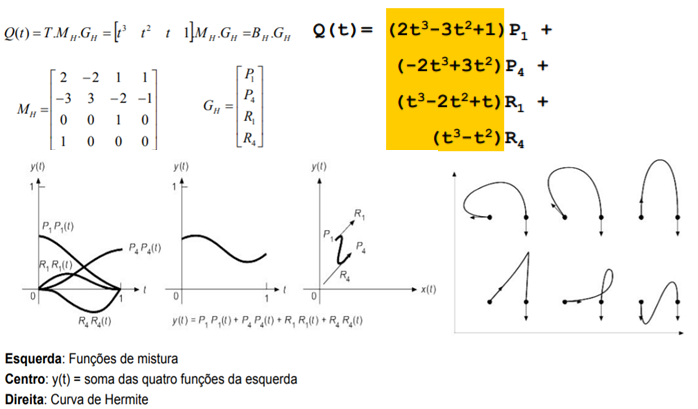 Q(t) = T.M_H.G_H = [t³ t² t 1]M_H.G_H = B_H.G_H
Q(t)= (2t³-3t²+1)P₁ +
(-2t³+3t²)P₄ +
(t³-2t²+t)R₁ +
(t³-t²)R₄
M_H = [2 -2 1 1
-3 3 -2 -1
0 0 1 0
1 0 0 0]
G_H = [P₁
P₄
R₁
R₄]
y(t)
1
P₁ P₁(t)
P₄ P₄(t)
R₁ R₁(t)
0
1
t
R₄ R₄(t)
y(t)
1
0
1
t
y(t)
R₁
P₁
P₄
R₄
0
x(t)
y(t) = P₁ P₁(t) + P₄ P₄(t) + R₁ R₁(t) + R₄ R₄(t)
Esquerda: Funções de mistura
Centro: y(t) = soma das quatro funções da esquerda
Direita: Curva de Hermite